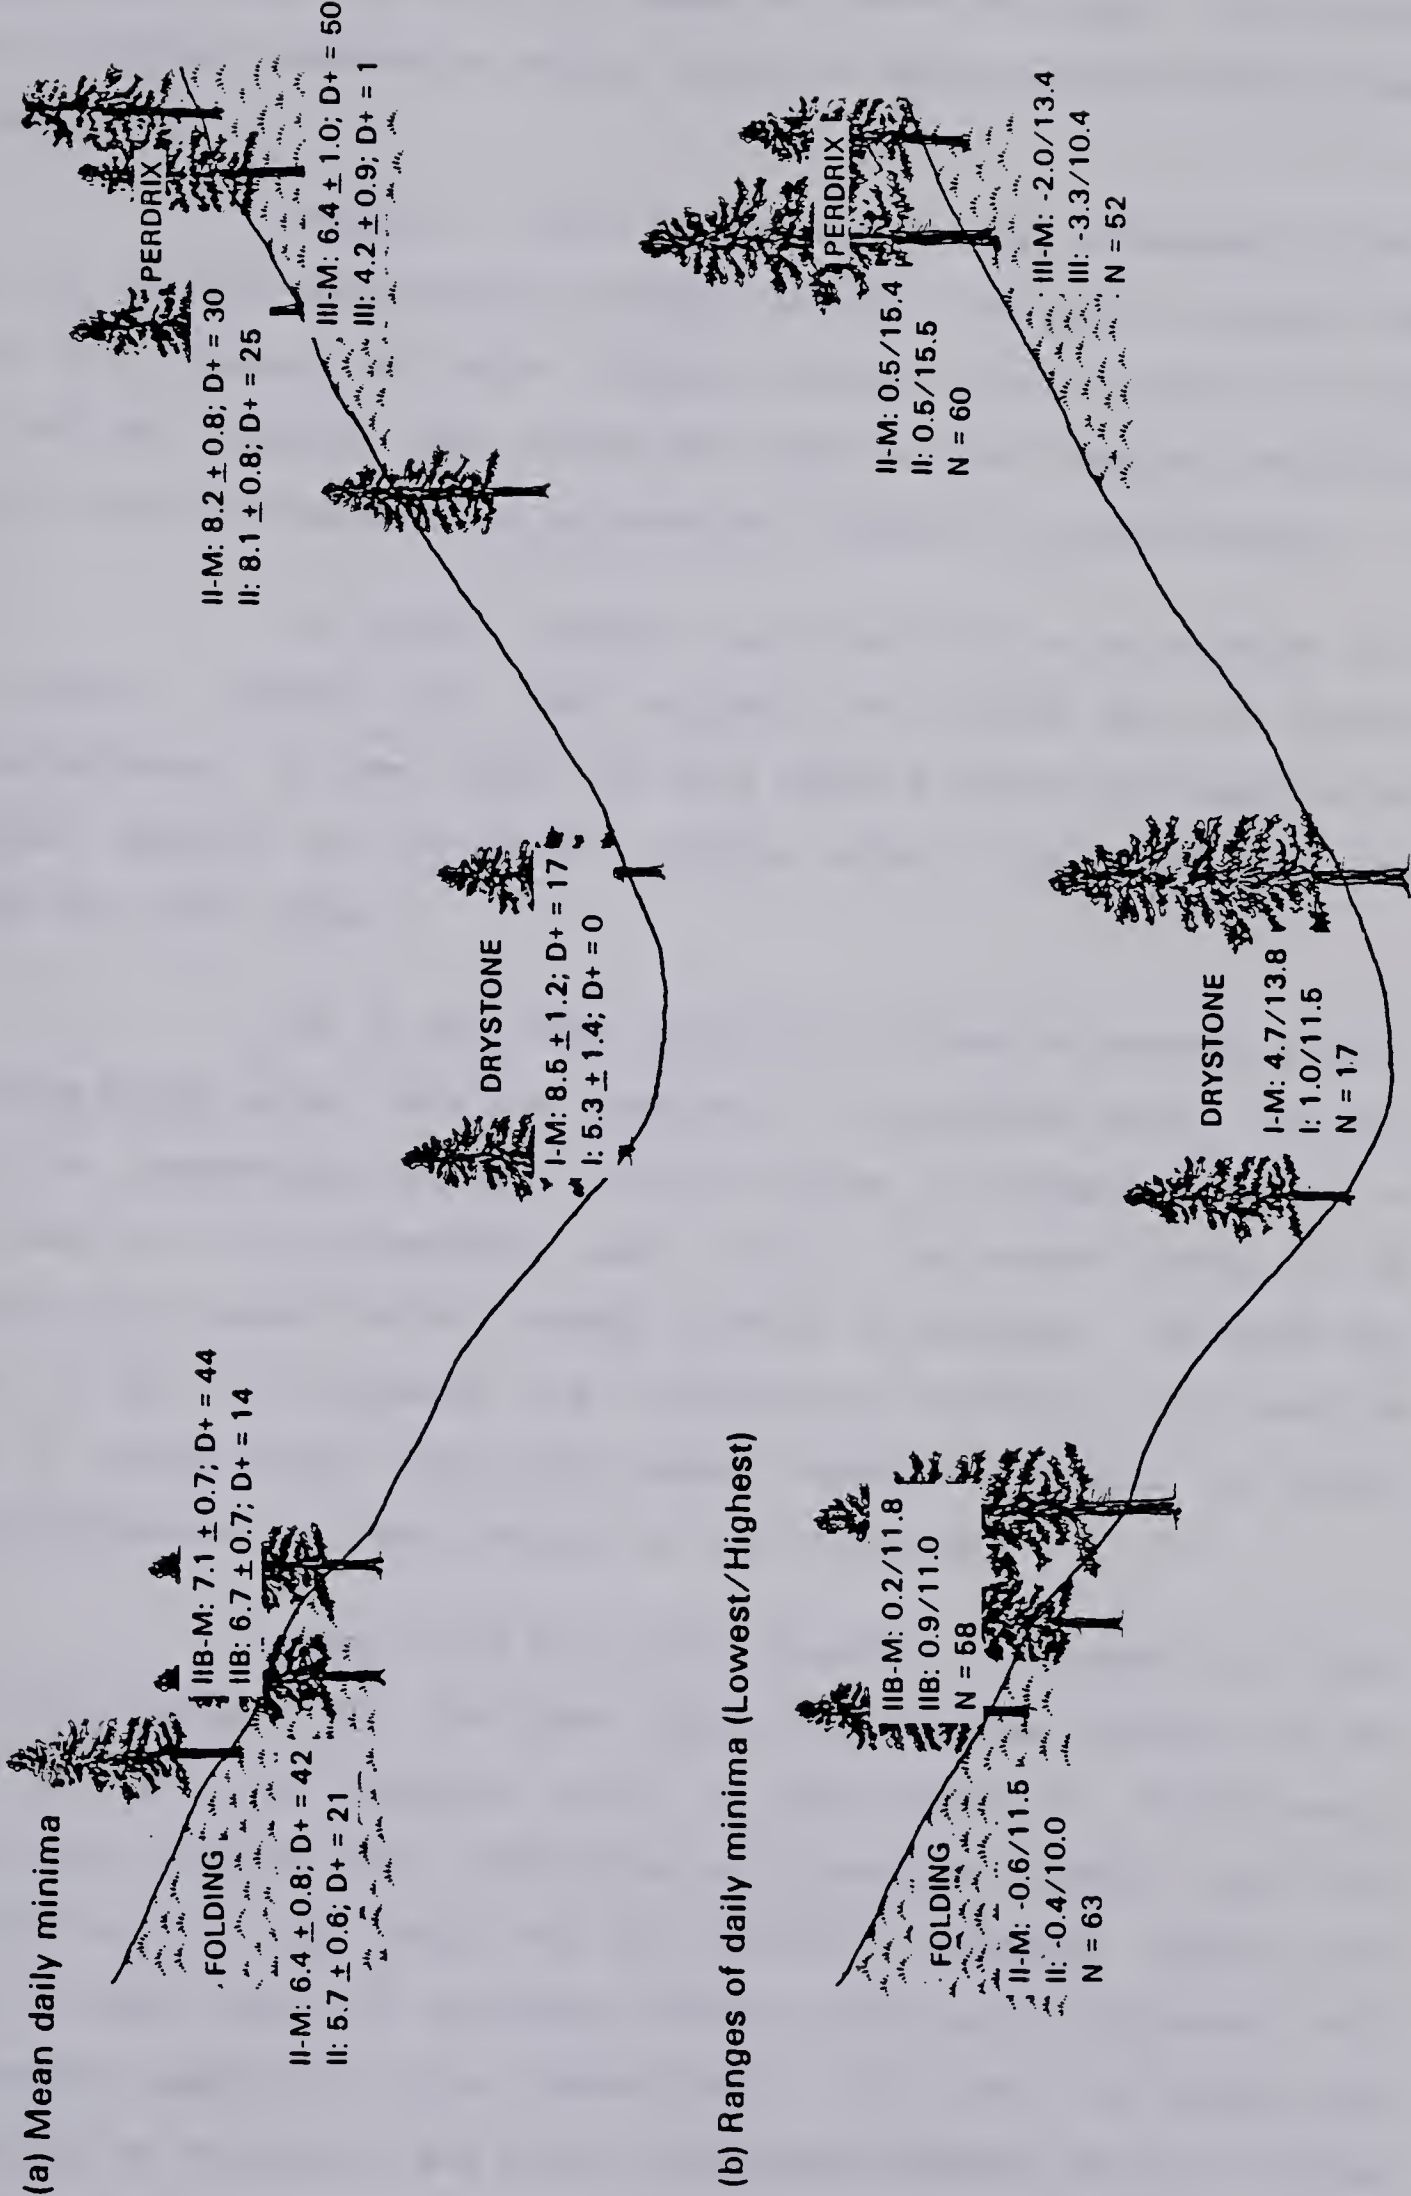 (a) Mean daily minima
FOLDING
II-M: 6.4 ± 0.8; D+ = 42
II: 5.7 ± 0.6; D+ = 21
IIB-M: 7.1 ± 0.7; D+ = 44
IIB: 6.7 ± 0.7; D+ = 14
DRYSTONE
I-M: 8.5 ± 1.2; D+ = 17
I: 5.3 ± 1.4; D+ = 0
PERDRIX
II-M: 8.2 ± 0.8; D+ = 30
II: 8.1 ± 0.8; D+ = 25
III-M: 6.4 ± 1.0; D+ = 50
III: 4.2 ± 0.9; D+ = 1
(b) Ranges of daily minima (Lowest/Highest)
FOLDING
II-M: -0.6/11.5
II: -0.4/10.0
N = 63
IIB-M: 0.2/11.8
IIB: 0.9/11.0
N = 58
DRYSTONE
I-M: 4.7/13.8
I: 1.0/11.5
N = 17
PERDRIX
II-M: 0.5/15.4
II: 0.5/15.5
N = 60
III-M: -2.0/13.4
III: -3.3/10.4
N = 52